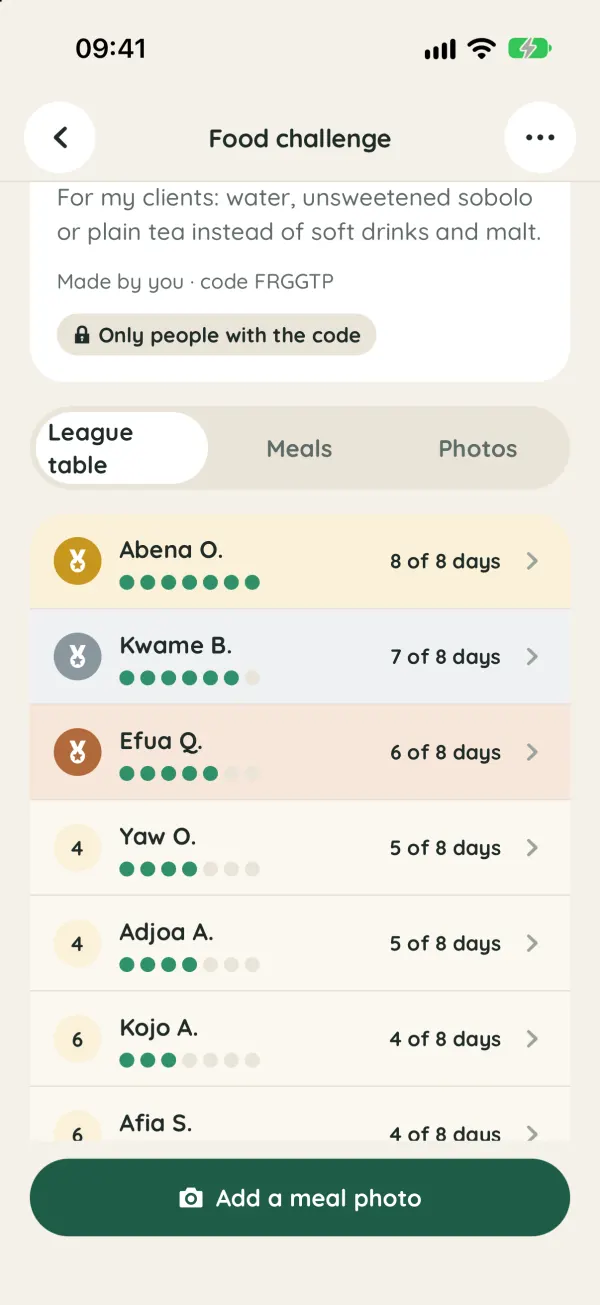 09:41
Food challenge
For my clients: water, unsweetened sobolo
or plain tea instead of soft drinks and malt.
Made by you · code FRGGTP
Only people with the code
League
table
Meals
Photos
Abena O.
8 of 8 days
Kwame B.
7 of 8 days
Efua Q.
6 of 8 days
4
Yaw O.
5 of 8 days
4
Adjoa A.
5 of 8 days
6
Kojo A.
4 of 8 days
6
Afia S.
4 of 8 days
Add a meal photo